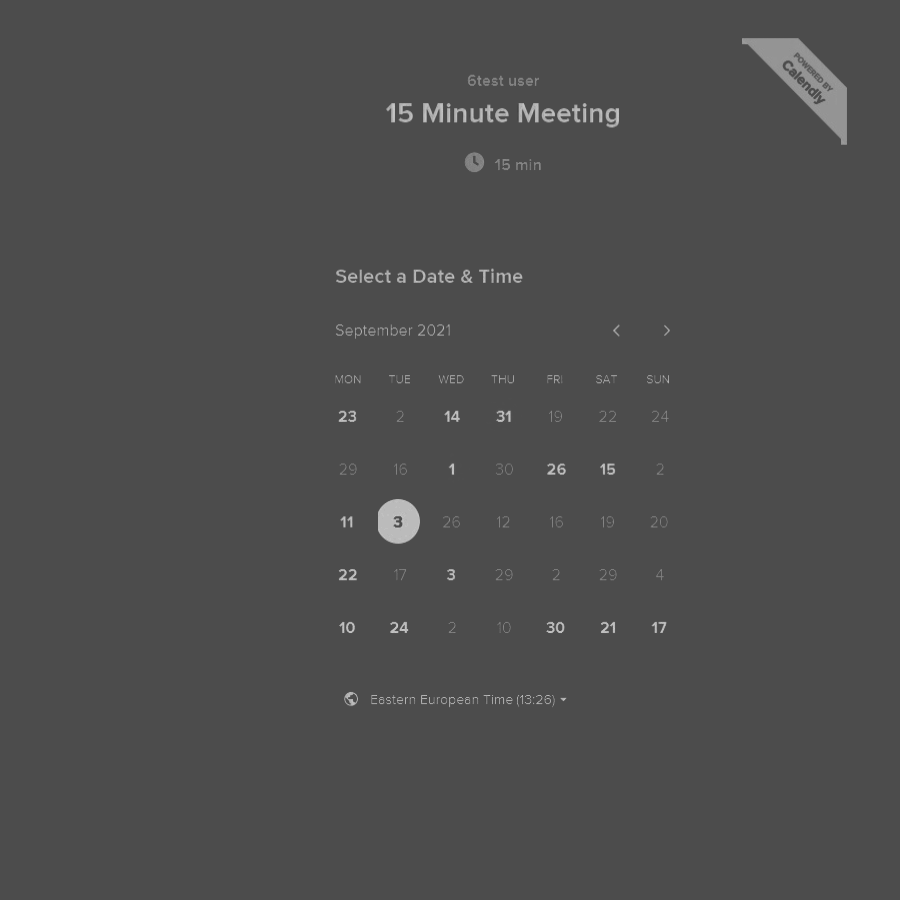 POWERED BY
Calendly
6test user
15 Minute Meeting
15 min
Select a Date & Time
September 2021
MON TUE WED THU FRI SAT SUN
23 2 14 31 19 22 24
29 16 1 30 26 15 2
11 3 26 12 16 19 20
22 17 3 29 2 29 4
10 24 2 10 30 21 17
Eastern European Time (13:26)